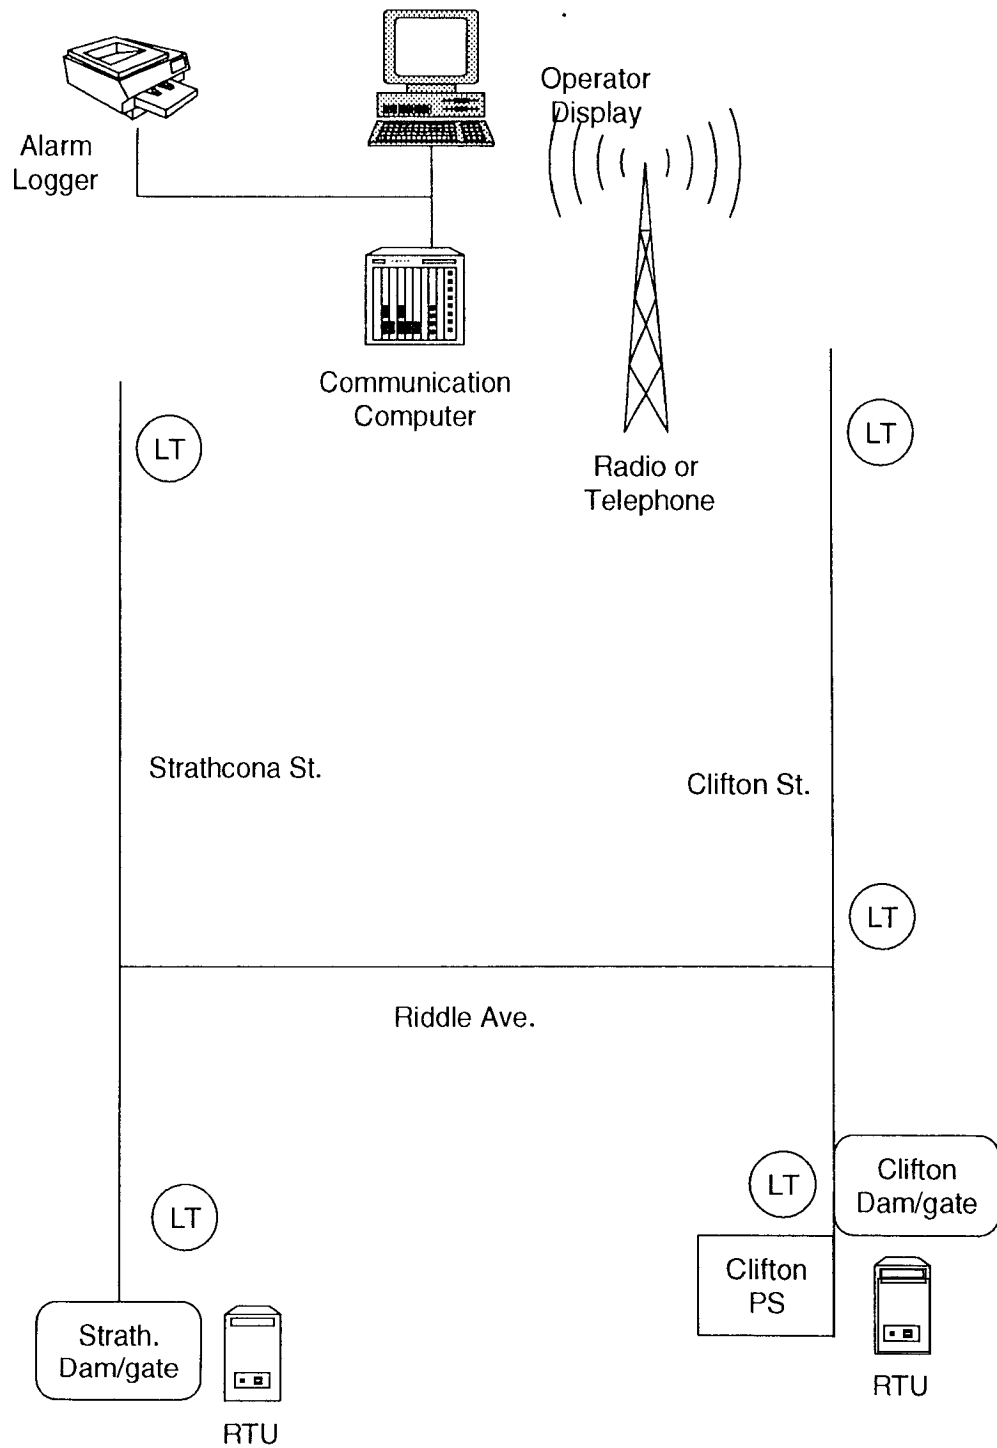 Operator
Display
Alarm
Logger
Communication
Computer
LT
LT
Radio or
Telephone
Strathcona St.
Clifton St.
LT
Riddle Ave.
LT
Clifton
Dam/gate
LT
Clifton
PS
Strath.
Dam/gate
RTU
RTU